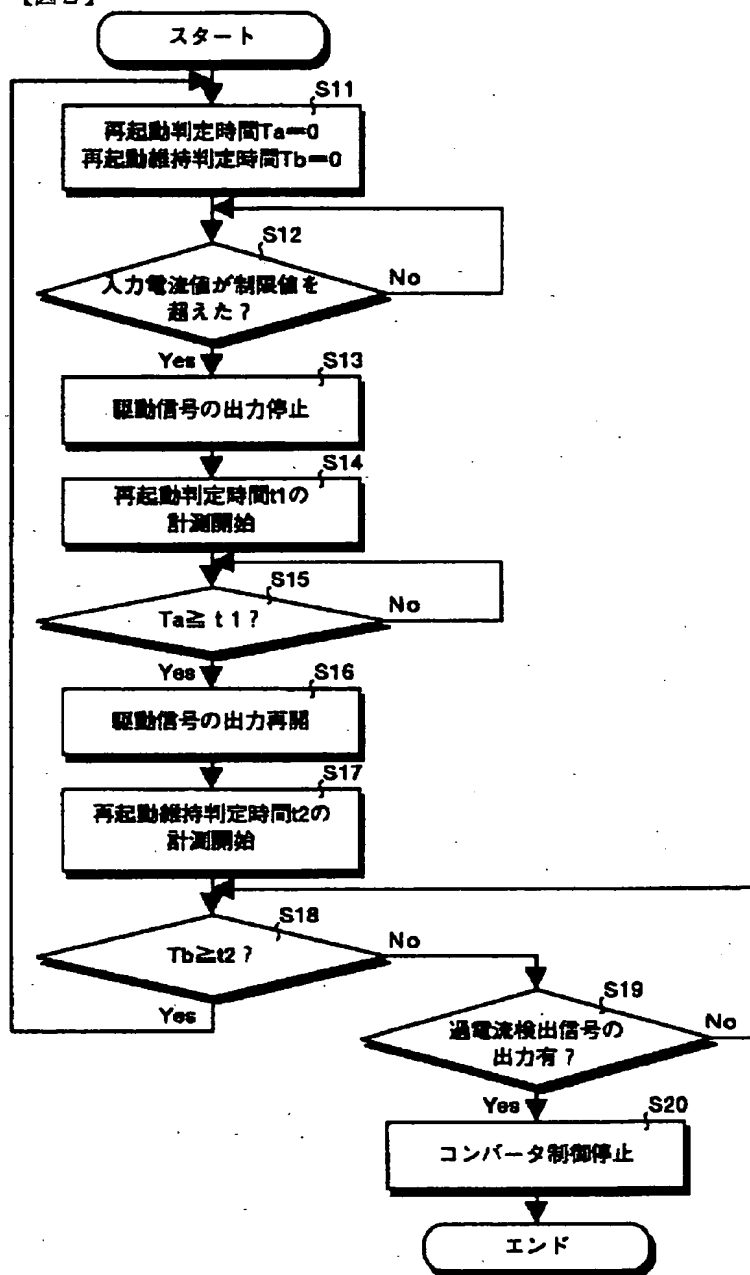 スタート
S11
再起動判定時間Ta=0
再起動維持判定時間Tb=0
S12
入力電流値が制限値を
超えた?
No
Yes
S13
駆動信号の出力停止
S14
再起動判定時間t1の
計測開始
S15
Ta≧t1?
No
Yes
S16
駆動信号の出力再開
S17
再起動維持判定時間t2の
計測開始
S18
Tb≧t2?
No
Yes
S19
過電流検出信号の
出力有?
No
Yes
S20
コンバータ制御停止
エンド